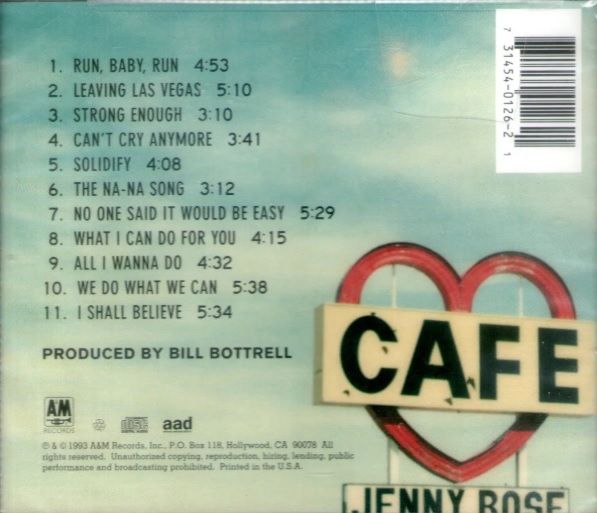 7 31454-0126-2 1
1. RUN, BABY, RUN 4:53
2. LEAVING LAS VEGAS 5:10
3. STRONG ENOUGH 3:10
4. CAN'T CRY ANYMORE 3:41
5. SOLIDIFY 4:08
6. THE NA-NA SONG 3:12
7. NO ONE SAID IT WOULD BE EASY 5:29
8. WHAT I CAN DO FOR YOU 4:15
9. ALL I WANNA DO 4:32
10. WE DO WHAT WE CAN 5:38
11. I SHALL BELIEVE 5:34
PRODUCED BY BILL BOTTRELL
CAFE
JENNY ROSE
A&M
RECORDS
COMPACT
disc
DIGITAL AUDIO
aad
℗ & © 1993 A&M Records, Inc., P.O. Box 118, Hollywood, CA 90078 All
rights reserved. Unauthorized copying, reproduction, hiring, lending, public
performance and broadcasting prohibited. Printed in the U.S.A.